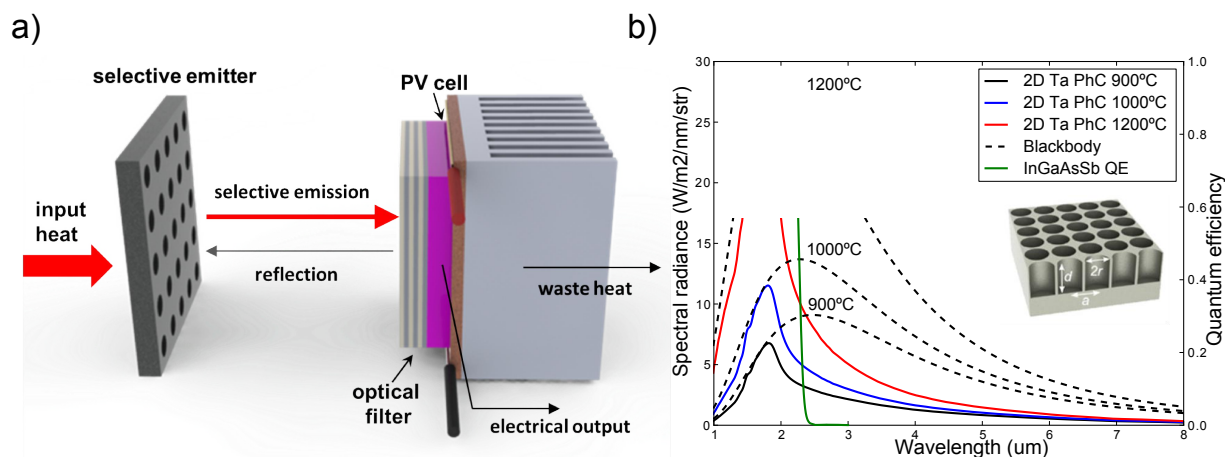 a)
selective emitter
PV cell
input
heat
selective emission
reflection
waste heat
optical
filter
electrical output
b)
30
25
20
15
10
5
0
Spectral radiance (W/m2/nm/str)
1
2
3
4
5
6
7
8
Wavelength (um)
1.0
0.8
0.6
0.4
0.2
0.0
Quantum efficiency
1200ºC
1000ºC
900ºC
2D Ta PhC 900ºC
2D Ta PhC 1000ºC
2D Ta PhC 1200ºC
Blackbody
InGaAsSb QE
d
2r
a